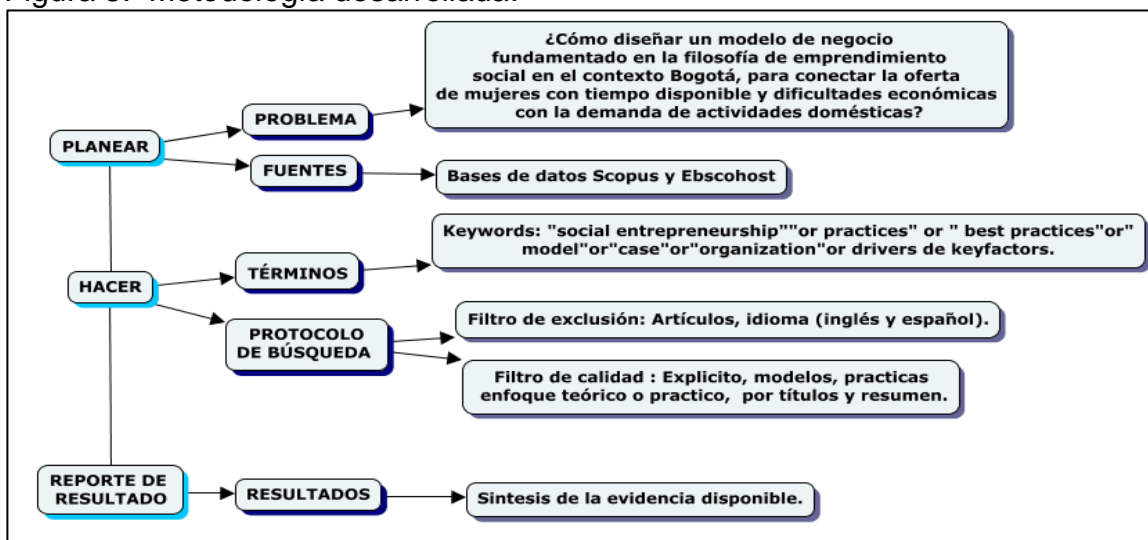 Figura 3. Metodología desarrollada.
¿Cómo diseñar un modelo de negocio
fundamentado en la filosofía de emprendimiento
social en el contexto Bogotá, para conectar la oferta
de mujeres con tiempo disponible y dificultades económicas
con la demanda de actividades domésticas?
PROBLEMA
PLANEAR
FUENTES
Bases de datos Scopus y Ebscohost
Keywords: "social entrepreneurship""or practices" or " best practices"or"
model"or"case"or"organization"or drivers de keyfactors.
TÉRMINOS
HACER
PROTOCOLO
DE BÚSQUEDA
Filtro de exclusión: Artículos, idioma (inglés y español).
Filtro de calidad : Explicito, modelos, practicas
enfoque teórico o practico, por títulos y resumen.
REPORTE DE
RESULTADO
RESULTADOS
Sintesis de la evidencia disponible.